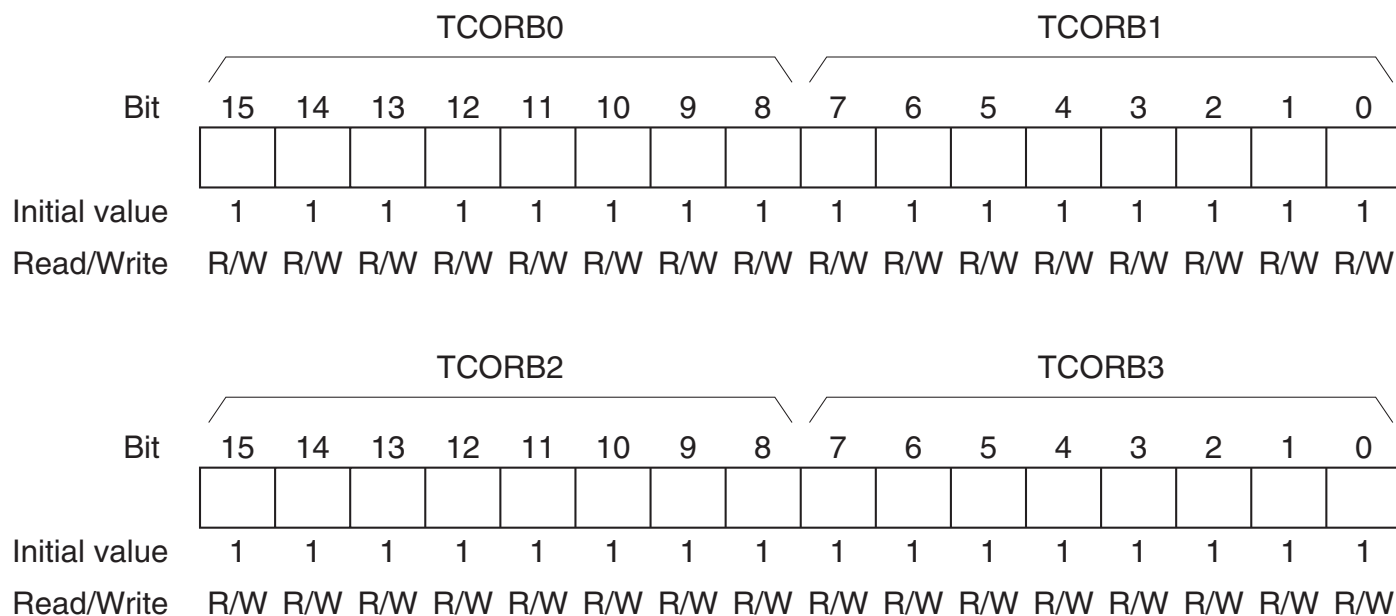 TCORB0 TCORB1
Bit 15 14 13 12 11 10 9 8 7 6 5 4 3 2 1 0
Initial value 1 1 1 1 1 1 1 1 1 1 1 1 1 1 1 1
Read/Write R/W R/W R/W R/W R/W R/W R/W R/W R/W R/W R/W R/W R/W R/W R/W R/W
TCORB2 TCORB3
Bit 15 14 13 12 11 10 9 8 7 6 5 4 3 2 1 0
Initial value 1 1 1 1 1 1 1 1 1 1 1 1 1 1 1 1
Read/Write R/W R/W R/W R/W R/W R/W R/W R/W R/W R/W R/W R/W R/W R/W R/W R/W